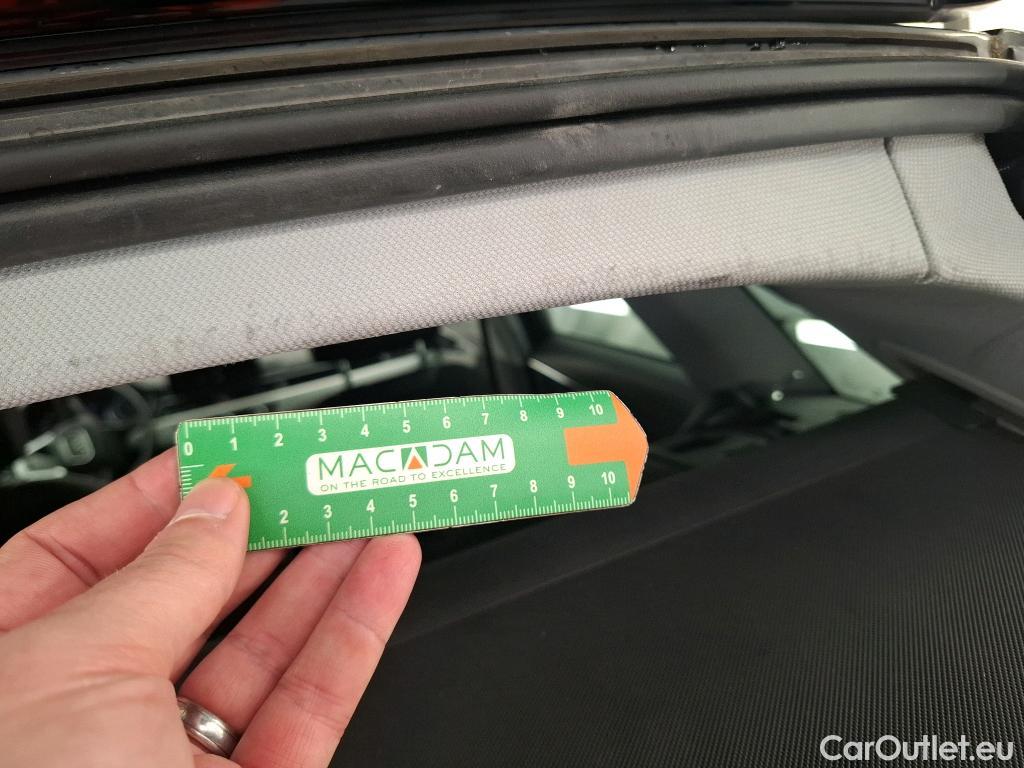 0 1 2 3 4 5 6 7 8 9 10
MACADAM
ON THE ROAD TO EXCELLENCE
2 3 4 5 6 7 8 9 10
CarOutlet.eu